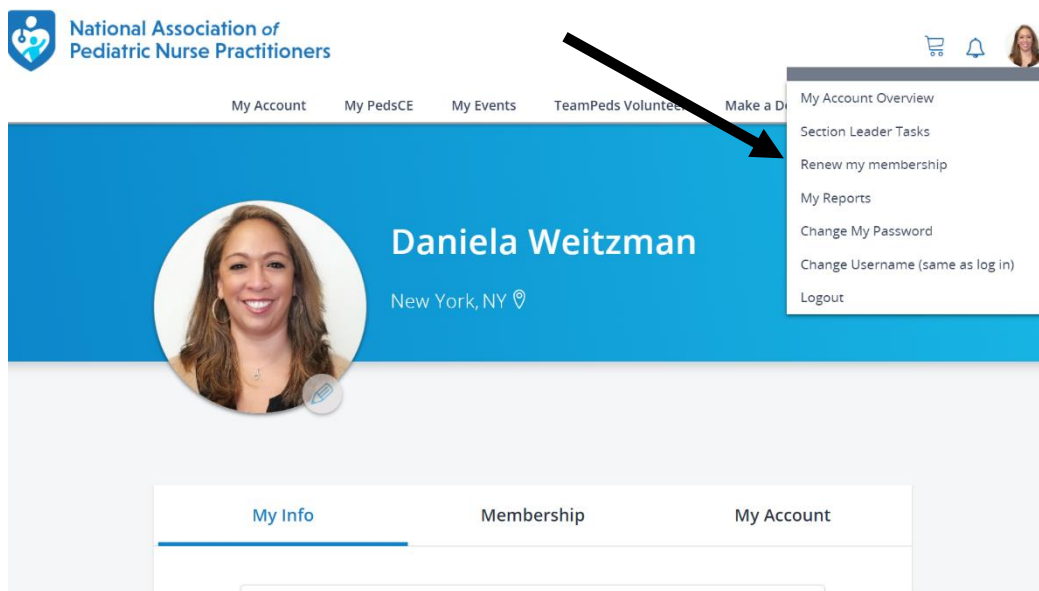 National Association of
Pediatric Nurse Practitioners
My Account My PedsCE My Events TeamPeds Volunteer Make a D
My Account Overview
Section Leader Tasks
Renew my membership
My Reports
Change My Password
Change Username (same as log in)
Logout
Daniela Weitzman
New York, NY
My Info Membership My Account